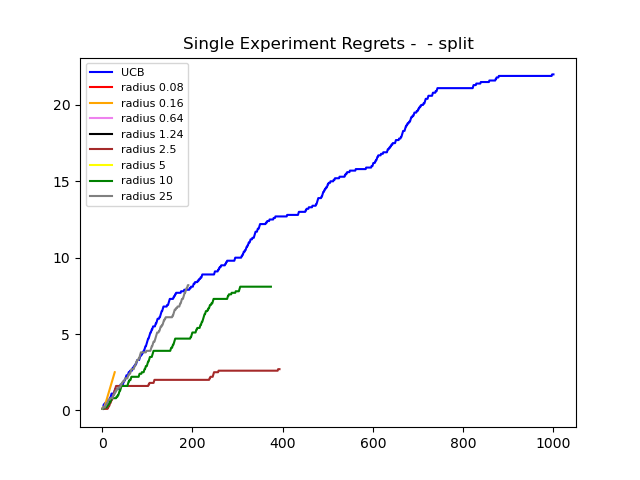 Single Experiment Regrets -  - split
UCB
radius 0.08
radius 0.16
radius 0.64
radius 1.24
radius 2.5
radius 5
radius 10
radius 25
20
15
10
5
0
0 200 400 600 800 1000